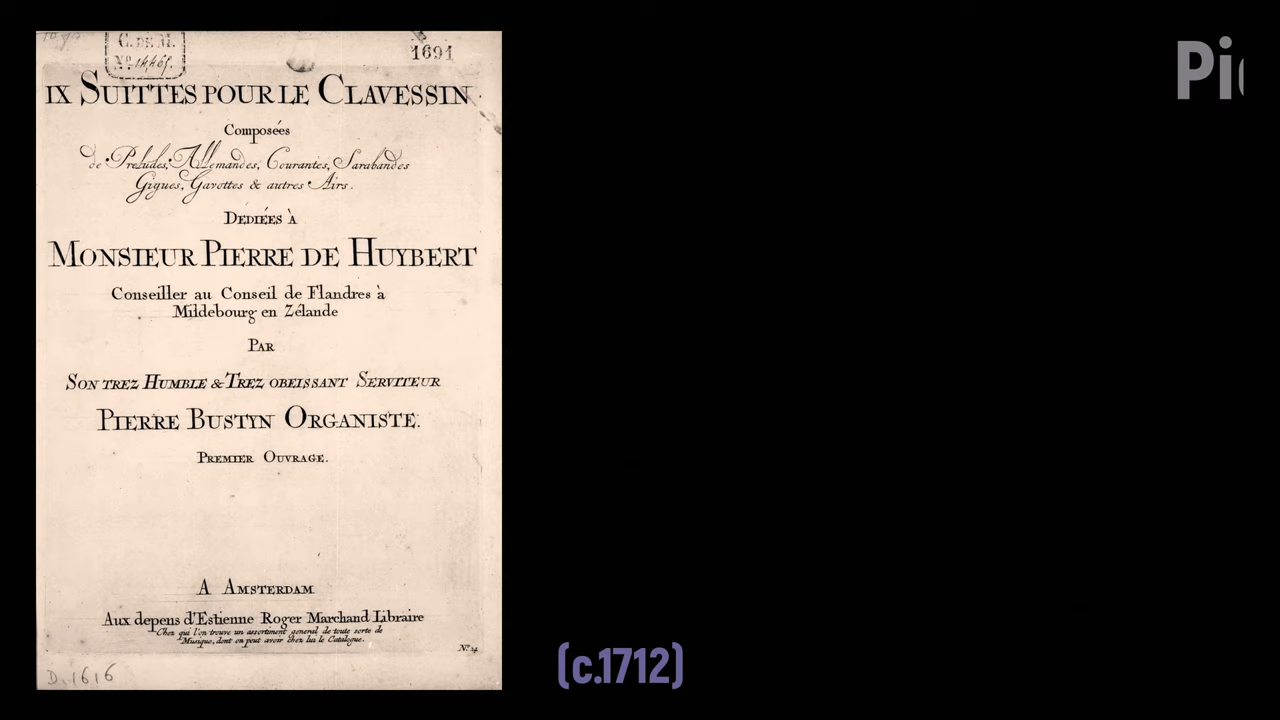 C. DE M.
Nº.
1691
IX SUITTES POUR LE CLAVESSIN
Composées
de Preludes, Allemandes, Courantes, Sarabandes
Gigues, Gavottes & autres Airs.
DEDIÉES À
MONSIEUR PIERRE DE HUYBERT
Conseiller au Conseil de Flandres à
Mildebourg en Zélande
PAR
SON TREZ HUMBLE & TREZ OBEISSANT SERVITEUR
PIERRE BUSTYN ORGANISTE.
PREMIER OUVRAGE.
A AMSTERDAM
Aux depens d'Estienne Roger Marchand Libraire
Chez qui l'on trouve un assortiment general de toute sorte de
Musique, dont on peut avoir chez lui le Catalogue.
Nº. 24
D. 1616
(c.1712)
Pi